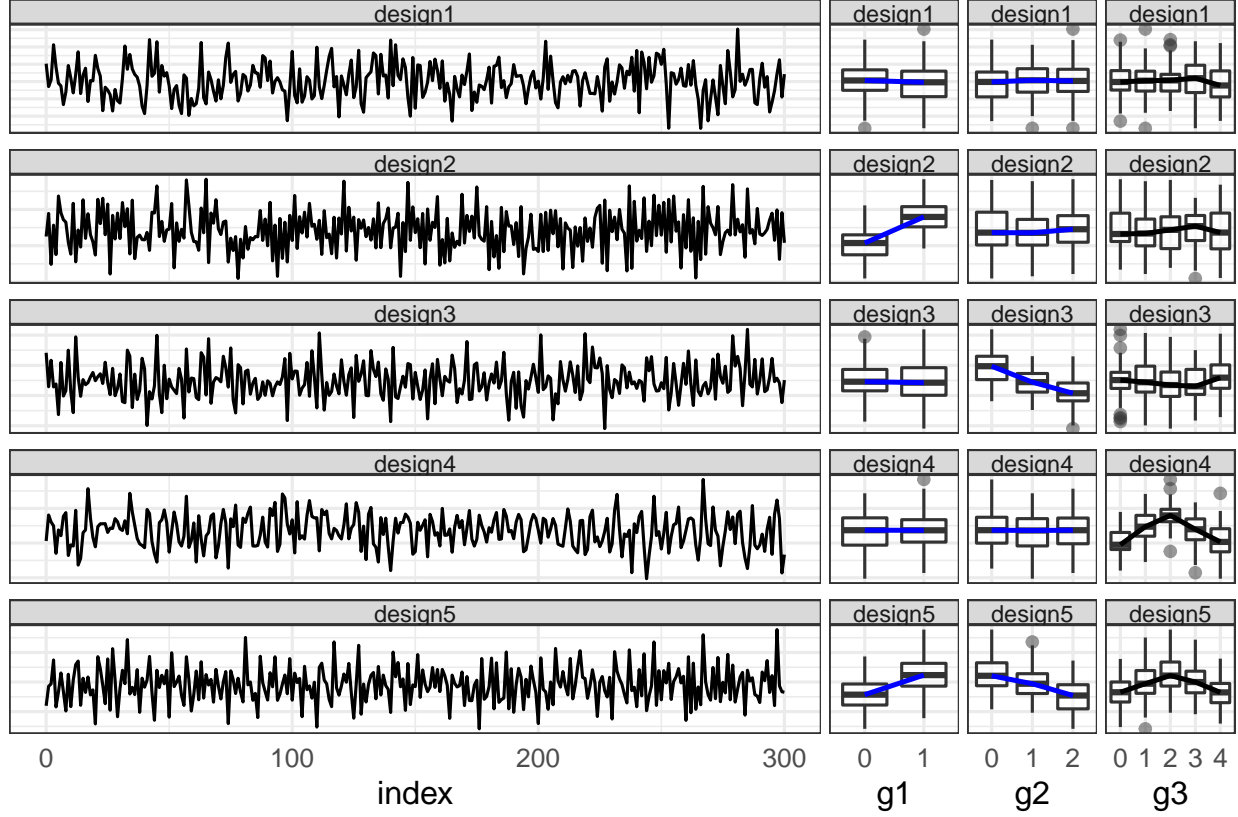 design1 design1 design1 design1
design2 design2 design2 design2
design3 design3 design3 design3
design4 design4 design4 design4
design5 design5 design5 design5
0 100 200 300 0 1 0 1 2 0 1 2 3 4
index g1 g2 g3